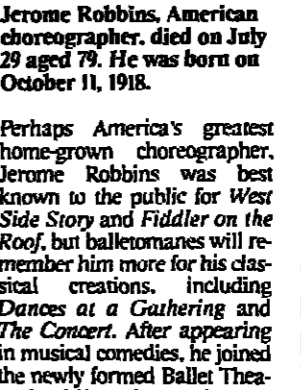 Jerome Robbins, American
choreographer, died on July
29 aged 79. He was born on
October 11, 1918.
Perhaps America's greatest
home-grown choreographer,
Jerome Robbins was best
known to the public for West
Side Story and Fiddler on the
Roof, but balletomanes will re-
member him more for his clas-
sical creations, including
Dances at a Gathering and
The Concert. After appearing
in musical comedies, he joined
the newly formed Ballet Thea-